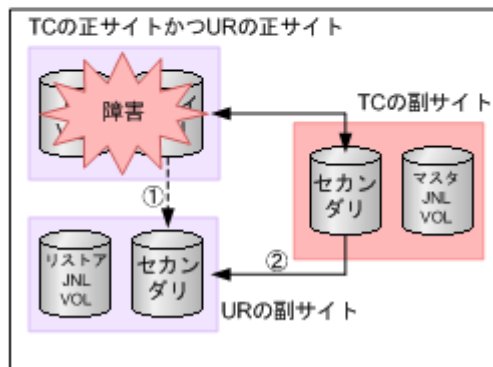 TCの正サイトかつURの正サイト
障害
イ
TCの副サイト
セカン
ダリ
マスタ
JNL
VOL
①
②
リストア
JNL
VOL
セカン
ダリ
URの副サイト